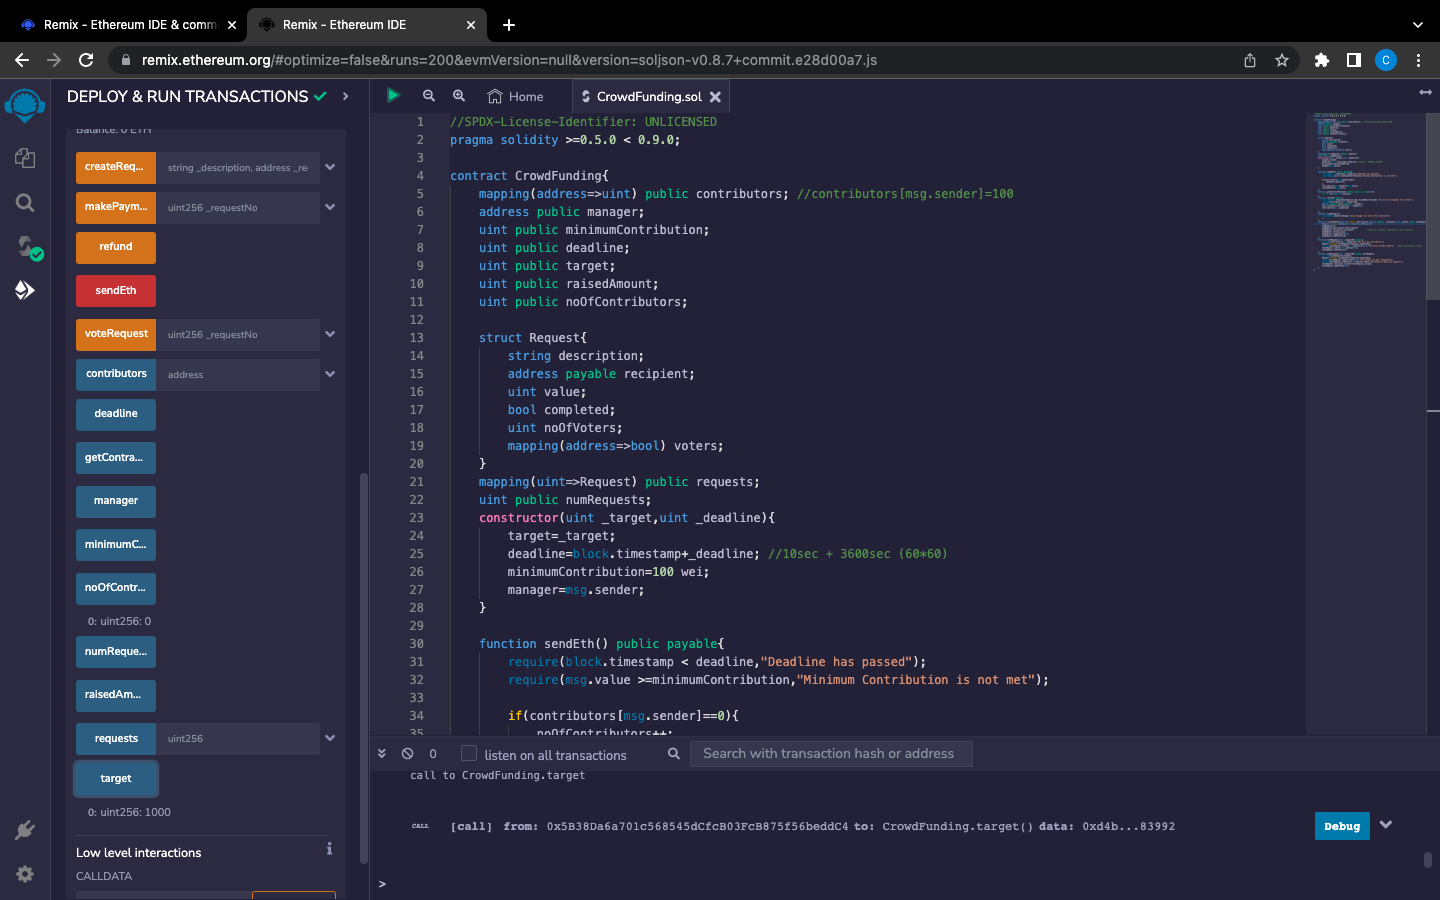 Remix - Ethereum IDE & comm
Remix - Ethereum IDE
remix.ethereum.org/#optimize=false&runs=200&evmVersion=null&version=soljson-v0.8.7+commit.e28d00a7.js
C
DEPLOY & RUN TRANSACTIONS
Home
CrowdFunding.sol
Balance: 0 ETH
createReq... string _description, address _re
makePaym... uint256 _requestNo
refund
sendEth
voteRequest uint256 _requestNo
contributors address
deadline
getContra...
manager
minimumC...
noOfContr...
0: uint256: 0
numReque...
raisedAm...
requests uint256
target
0: uint256: 1000
Low level interactions
i
CALLDATA
1 //SPDX-License-Identifier: UNLICENSED
2 pragma solidity >=0.5.0 < 0.9.0;
3
4 contract CrowdFunding{
5 mapping(address=>uint) public contributors; //contributors[msg.sender]=100
6 address public manager;
7 uint public minimumContribution;
8 uint public deadline;
9 uint public target;
10 uint public raisedAmount;
11 uint public noOfContributors;
12
13 struct Request{
14 string description;
15 address payable recipient;
16 uint value;
17 bool completed;
18 uint noOfVoters;
19 mapping(address=>bool) voters;
20 }
21 mapping(uint=>Request) public requests;
22 uint public numRequests;
23 constructor(uint _target,uint _deadline){
24 target=_target;
25 deadline=block.timestamp+_deadline; //10sec + 3600sec (60*60)
26 minimumContribution=100 wei;
27 manager=msg.sender;
28 }
29
30 function sendEth() public payable{
31 require(block.timestamp < deadline,"Deadline has passed");
32 require(msg.value >=minimumContribution,"Minimum Contribution is not met");
33
34 if(contributors[msg.sender]==0){
35 noOfContributors++;
0 listen on all transactions Search with transaction hash or address
call to CrowdFunding.target
CALL [call] from: 0x5B38Da6a701c568545dCfcB03FcB875f56beddC4 to: CrowdFunding.target() data: 0xd4b...83992 Debug
>